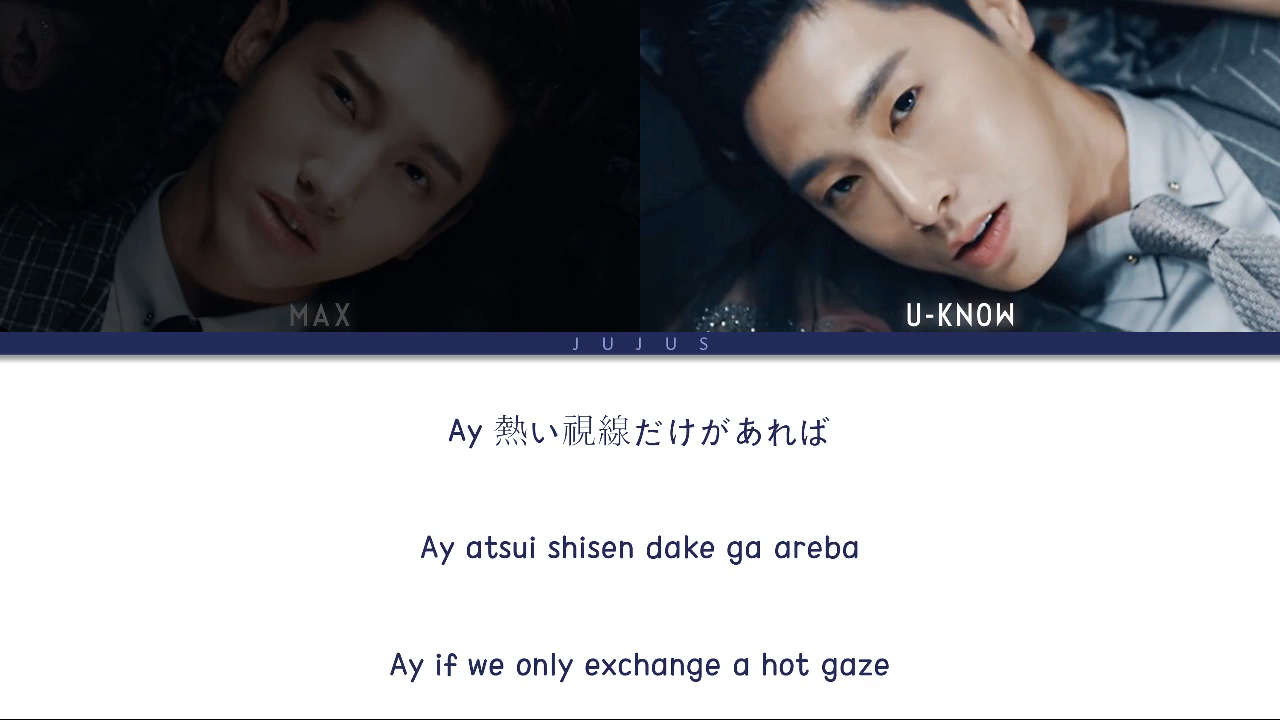 MAX
U-KNOW
JUJUS
Ay 熱い視線だけがあれば
Ay atsui shisen dake ga areba
Ay if we only exchange a hot gaze